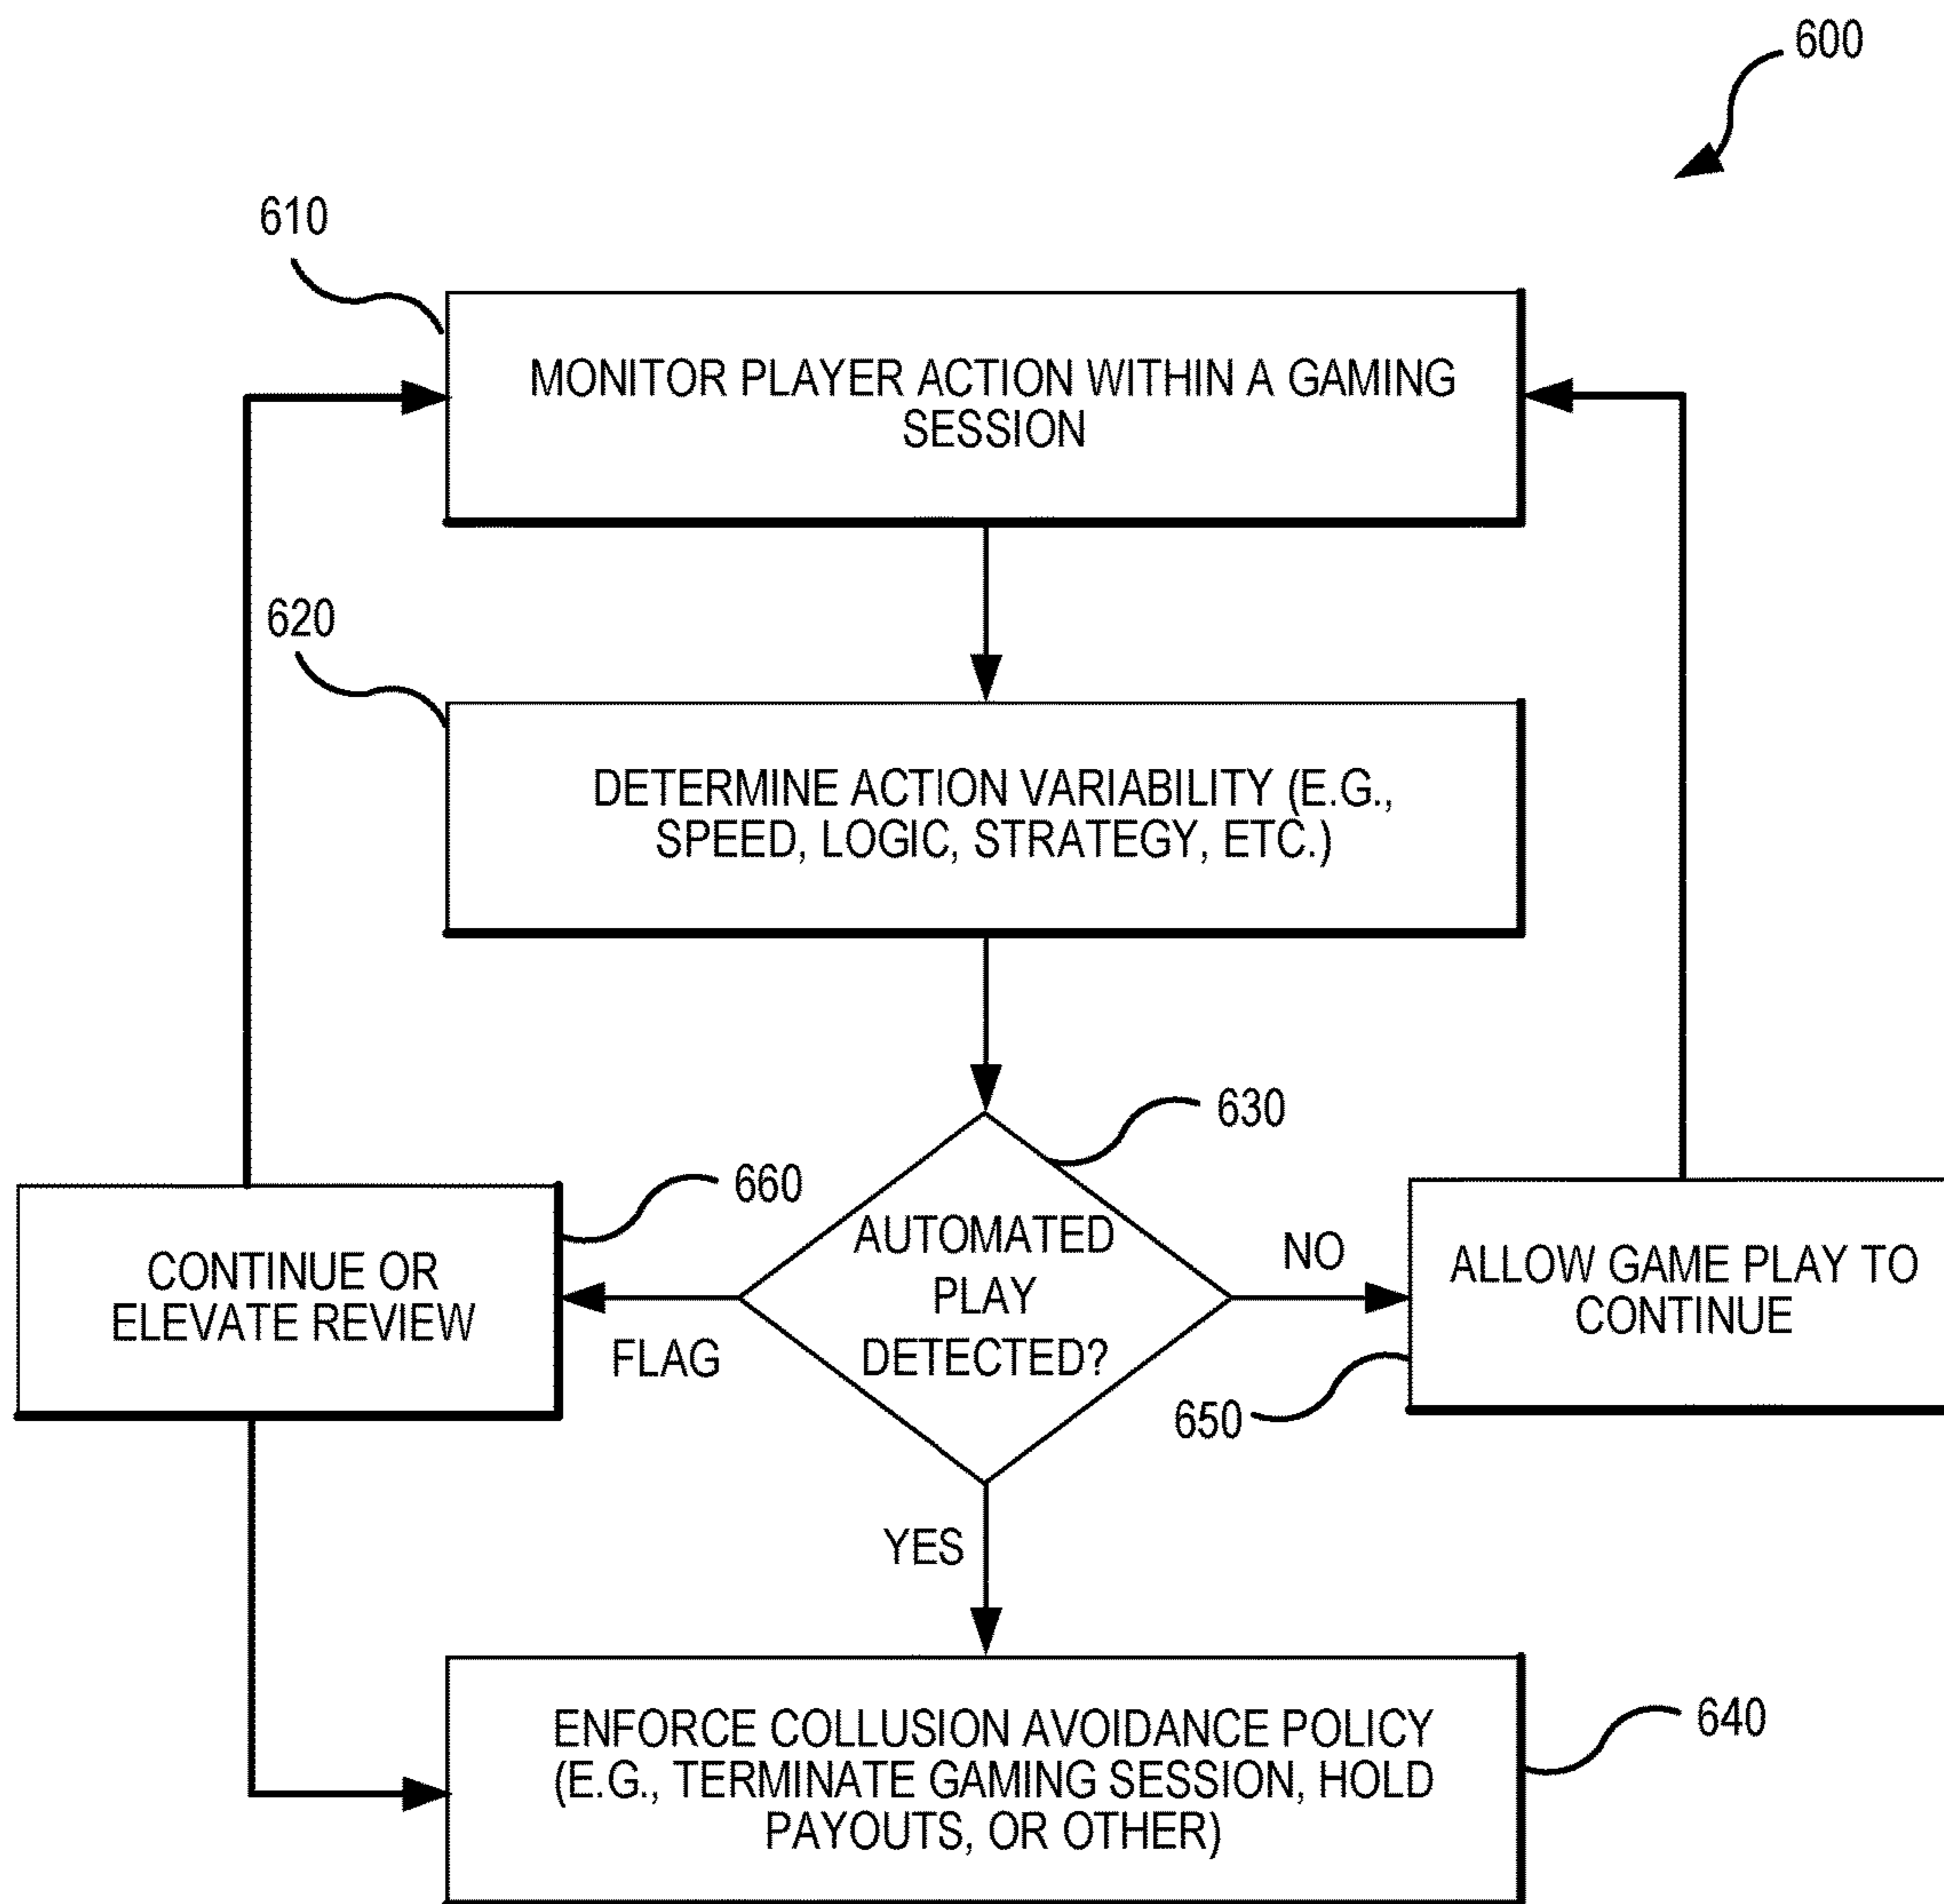 600
610
MONITOR PLAYER ACTION WITHIN A GAMING
SESSION
620
DETERMINE ACTION VARIABILITY (E.G.,
SPEED, LOGIC, STRATEGY, ETC.)
630
660
AUTOMATED
PLAY
DETECTED?
CONTINUE OR
ELEVATE REVIEW
FLAG
NO
ALLOW GAME PLAY TO
CONTINUE
650
YES
ENFORCE COLLUSION AVOIDANCE POLICY
(E.G., TERMINATE GAMING SESSION, HOLD
PAYOUTS, OR OTHER)
640